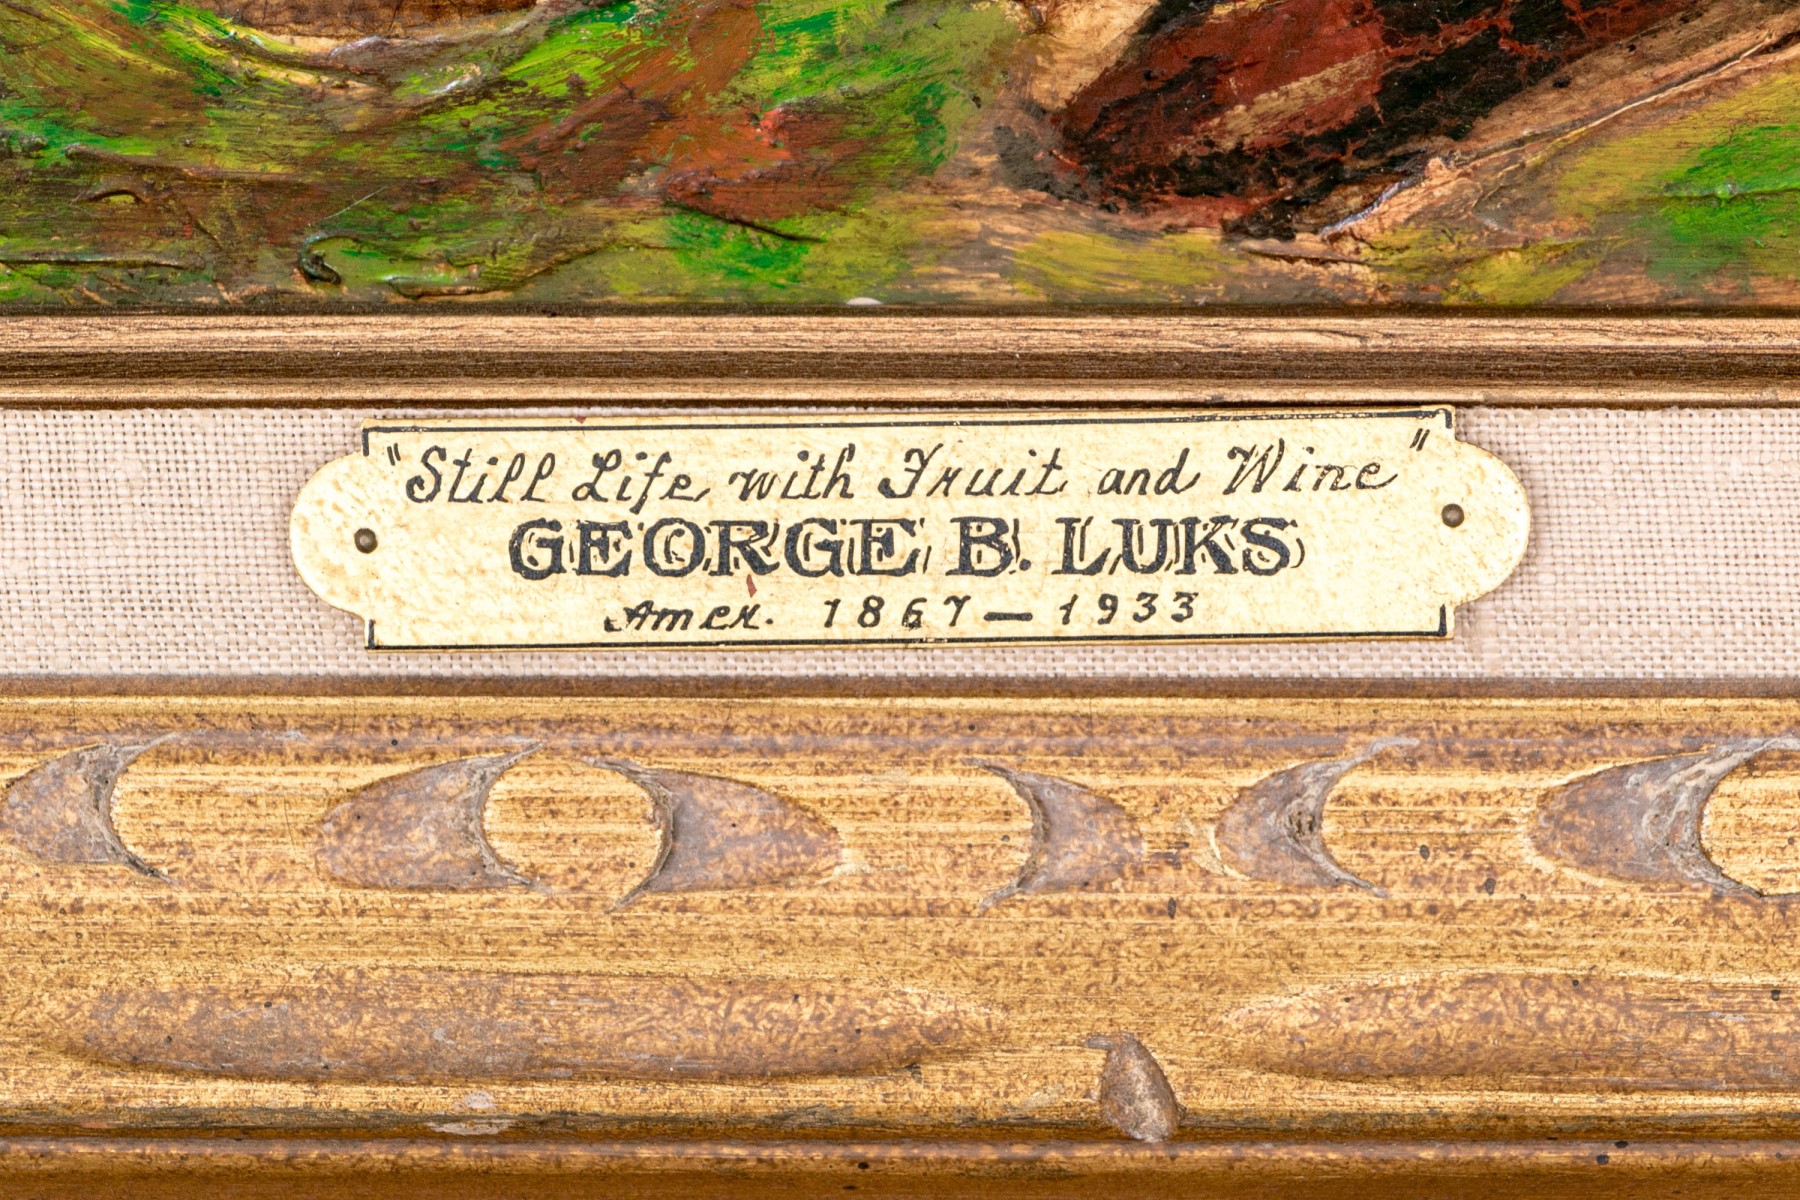 "Still Life with Fruit and Wine"
GEORGE B. LUKS
Amer. 1867—1933